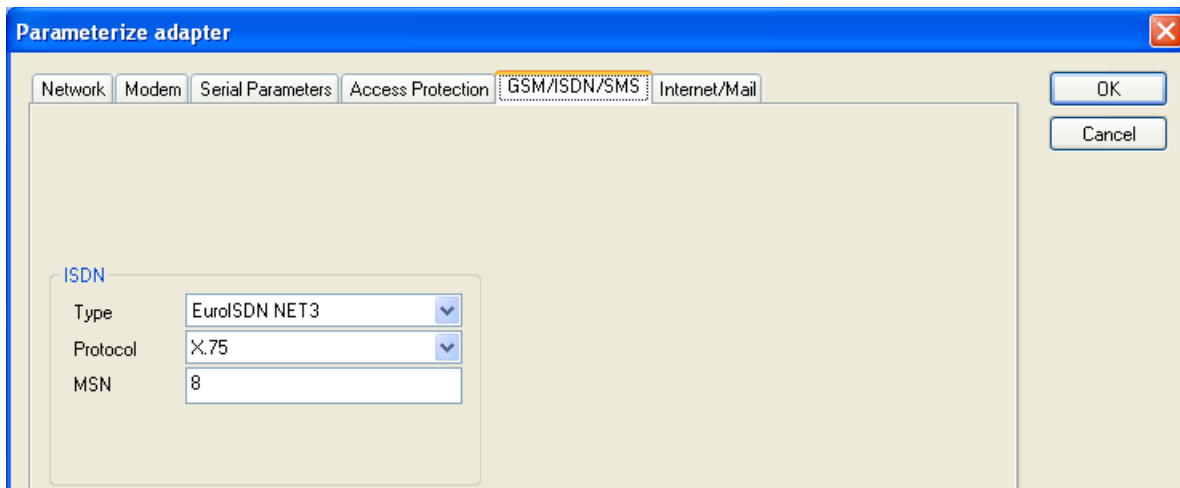 Parameterize adapter
Network Modem Serial Parameters Access Protection GSM/ISDN/SMS Internet/Mail
OK
Cancel
ISDN
Type EuroISDN NET3
Protocol X.75
MSN 8